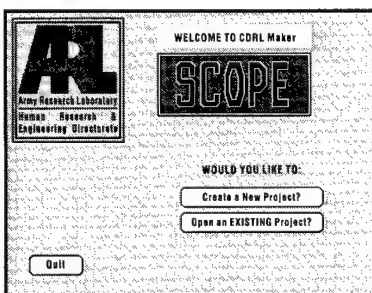 ARL
Army Research Laboratory
Human Research &
Engineering Directorate
WELCOME TO CDRL Maker
SCOPE
WOULD YOU LIKE TO:
Create a New Project?
Open an EXISTING Project?
Quit